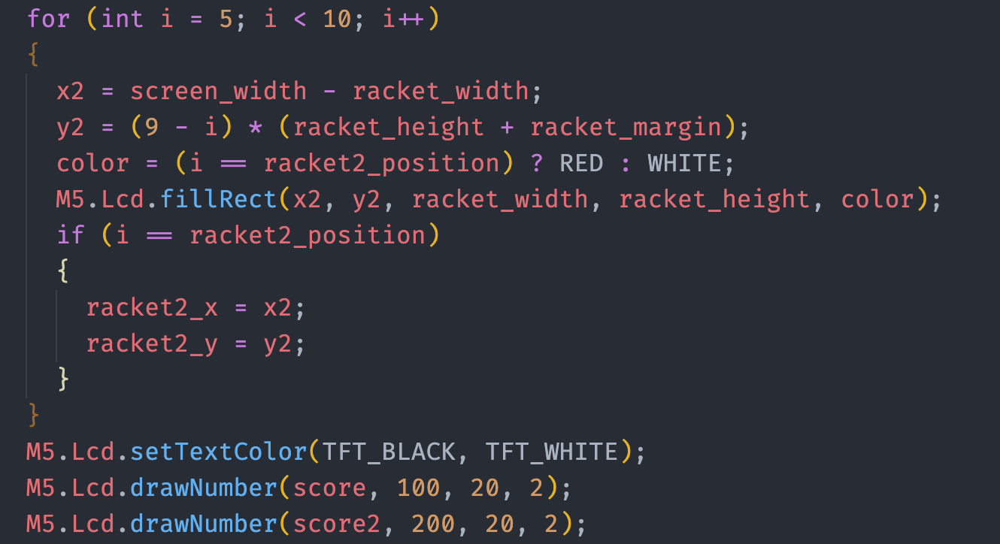 for (int i = 5; i < 10; i++)
{
  x2 = screen_width - racket_width;
  y2 = (9 - i) * (racket_height + racket_margin);
  color = (i == racket2_position) ? RED : WHITE;
  M5.Lcd.fillRect(x2, y2, racket_width, racket_height, color);
  if (i == racket2_position)
  {
    racket2_x = x2;
    racket2_y = y2;
  }
}
M5.Lcd.setTextColor(TFT_BLACK, TFT_WHITE);
M5.Lcd.drawNumber(score, 100, 20, 2);
M5.Lcd.drawNumber(score2, 200, 20, 2);